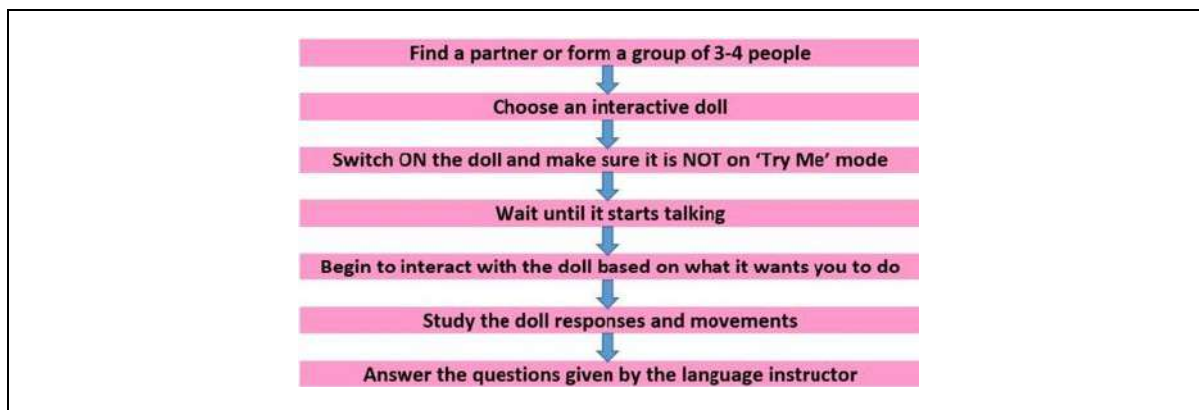 Find a partner or form a group of 3-4 people
Choose an interactive doll
Switch ON the doll and make sure it is NOT on ‘Try Me’ mode
Wait until it starts talking
Begin to interact with the doll based on what it wants you to do
Study the doll responses and movements
Answer the questions given by the language instructor